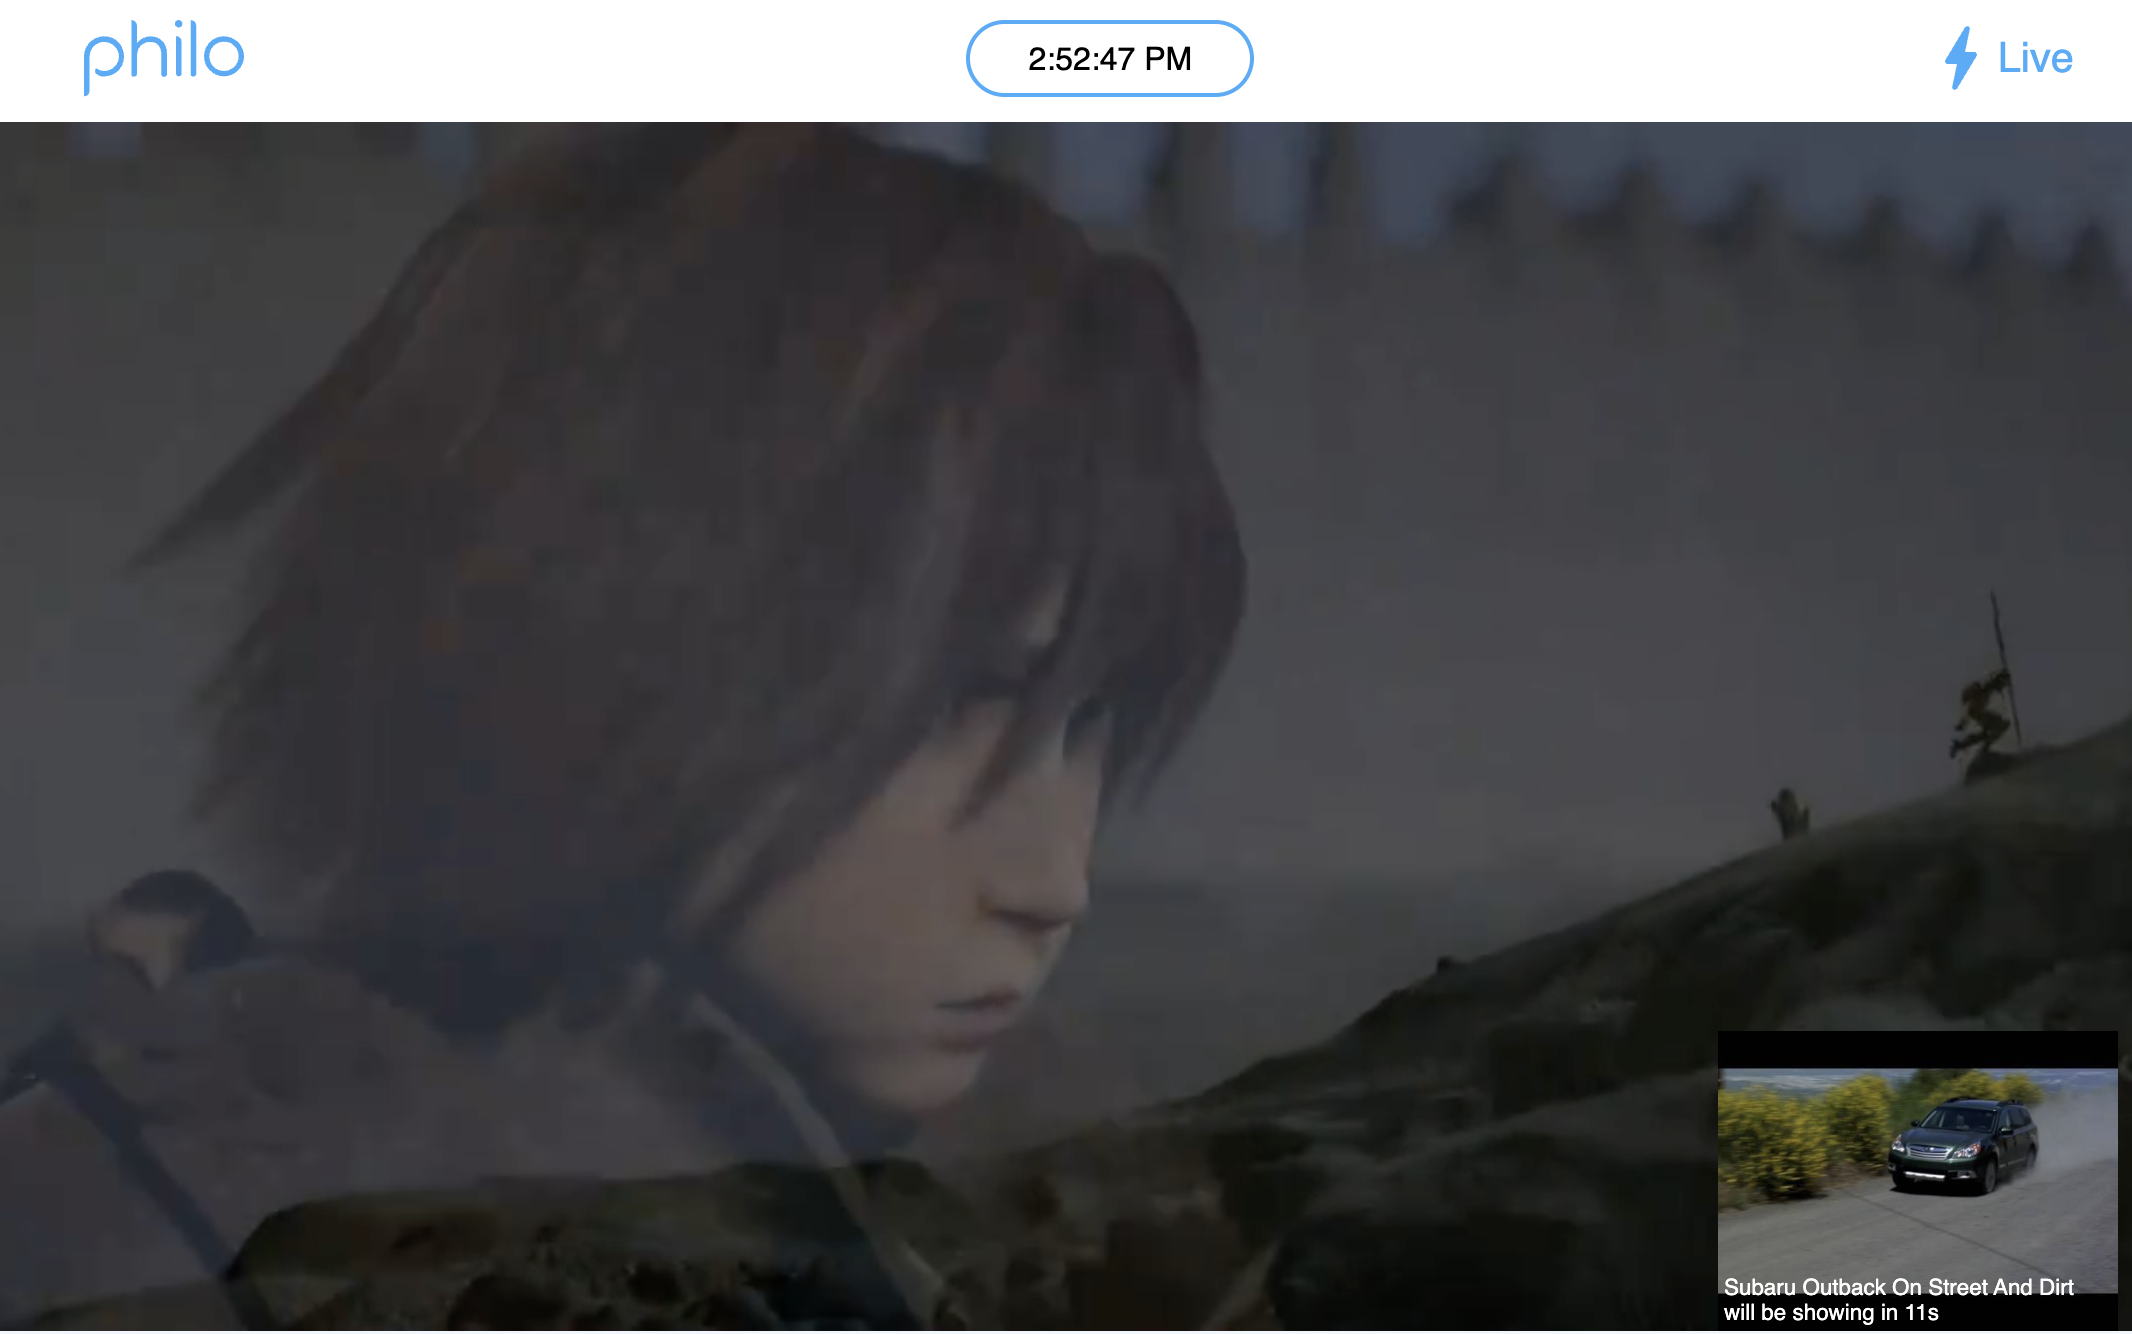 philo
2:52:47 PM
Live
Subaru Outback On Street And Dirt
will be showing in 11s